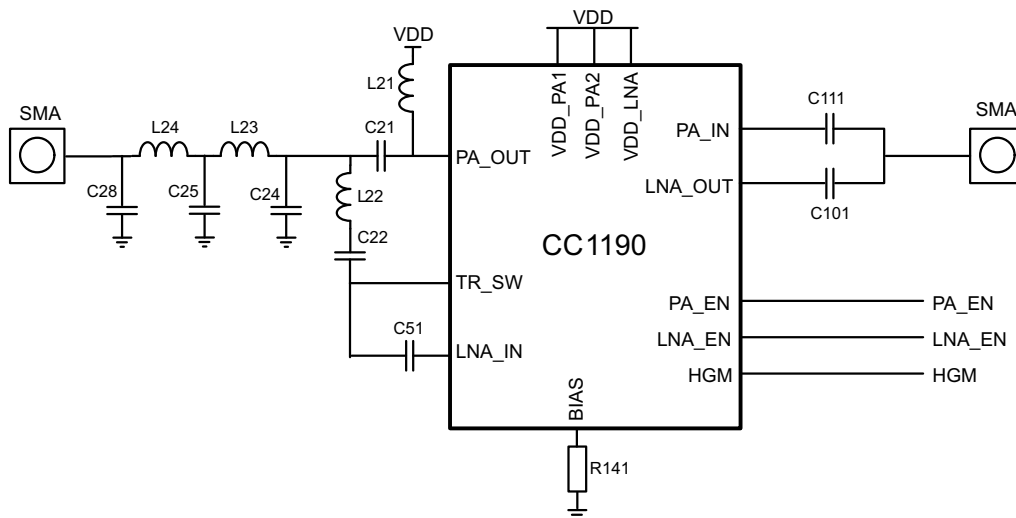 VDD
VDD
L21
SMA
L24
L23
C21
C111
SMA
VDD_PA1
VDD_PA2
VDD_LNA
PA_IN
PA_OUT
C28
C25
C24
L22
LNA_OUT
C101
C22
CC1190
TR_SW
PA_EN
PA_EN
C51
LNA_IN
LNA_EN
LNA_EN
HGM
HGM
BIAS
R141